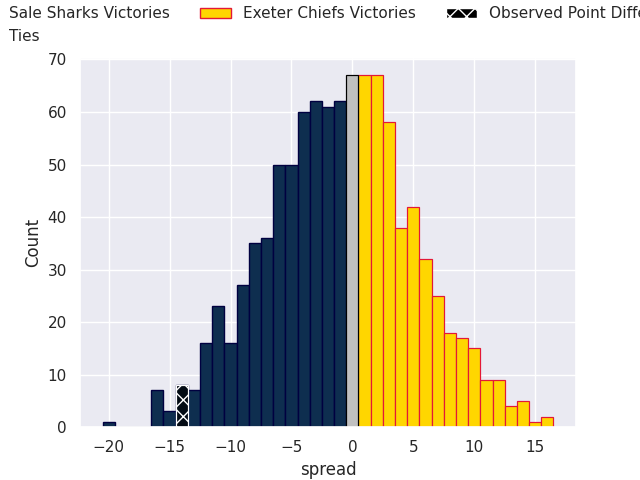 Sale Sharks Victories Exeter Chiefs Victories Observed Point Diffe
Ties
70
60
50
40
30
20
10
0
Count
−20 −15 −10 −5 0 5 10 15
spread